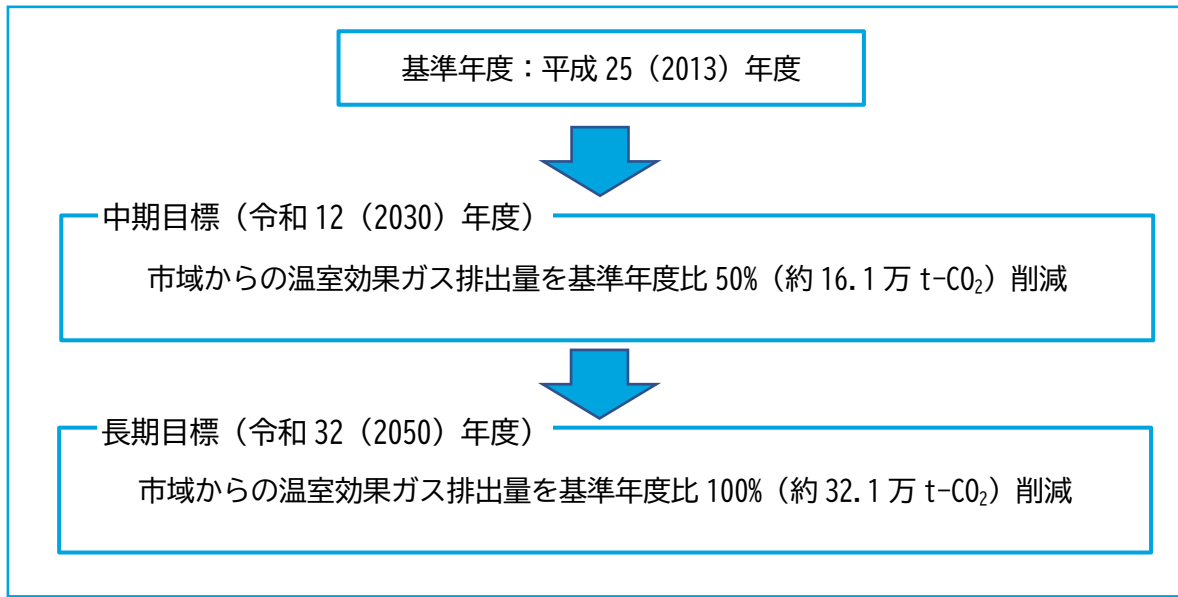 基準年度：平成 25（2013）年度
中期目標（令和 12（2030）年度）
市域からの温室効果ガス排出量を基準年度比 50%（約 16.1 万 t-CO₂）削減
長期目標（令和 32（2050）年度）
市域からの温室効果ガス排出量を基準年度比 100%（約 32.1 万 t-CO₂）削減